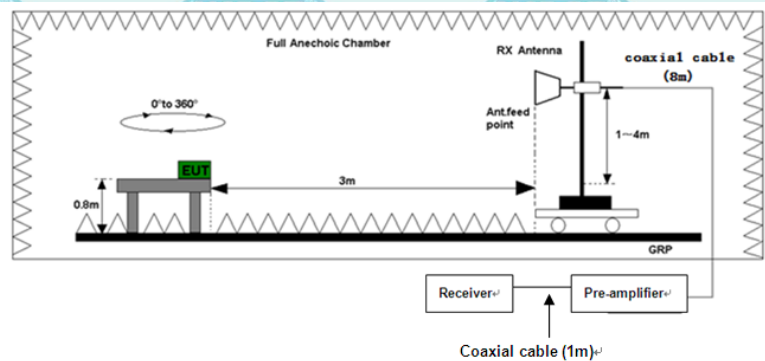 Full Anechoic Chamber
RX Antenna
coaxial cable
(8m)
0°to 360°
Ant.feed
point
1~4m
EUT
3m
0.8m
GRP
Receiver↵
Pre-amplifier↵
Coaxial cable (1m)↵